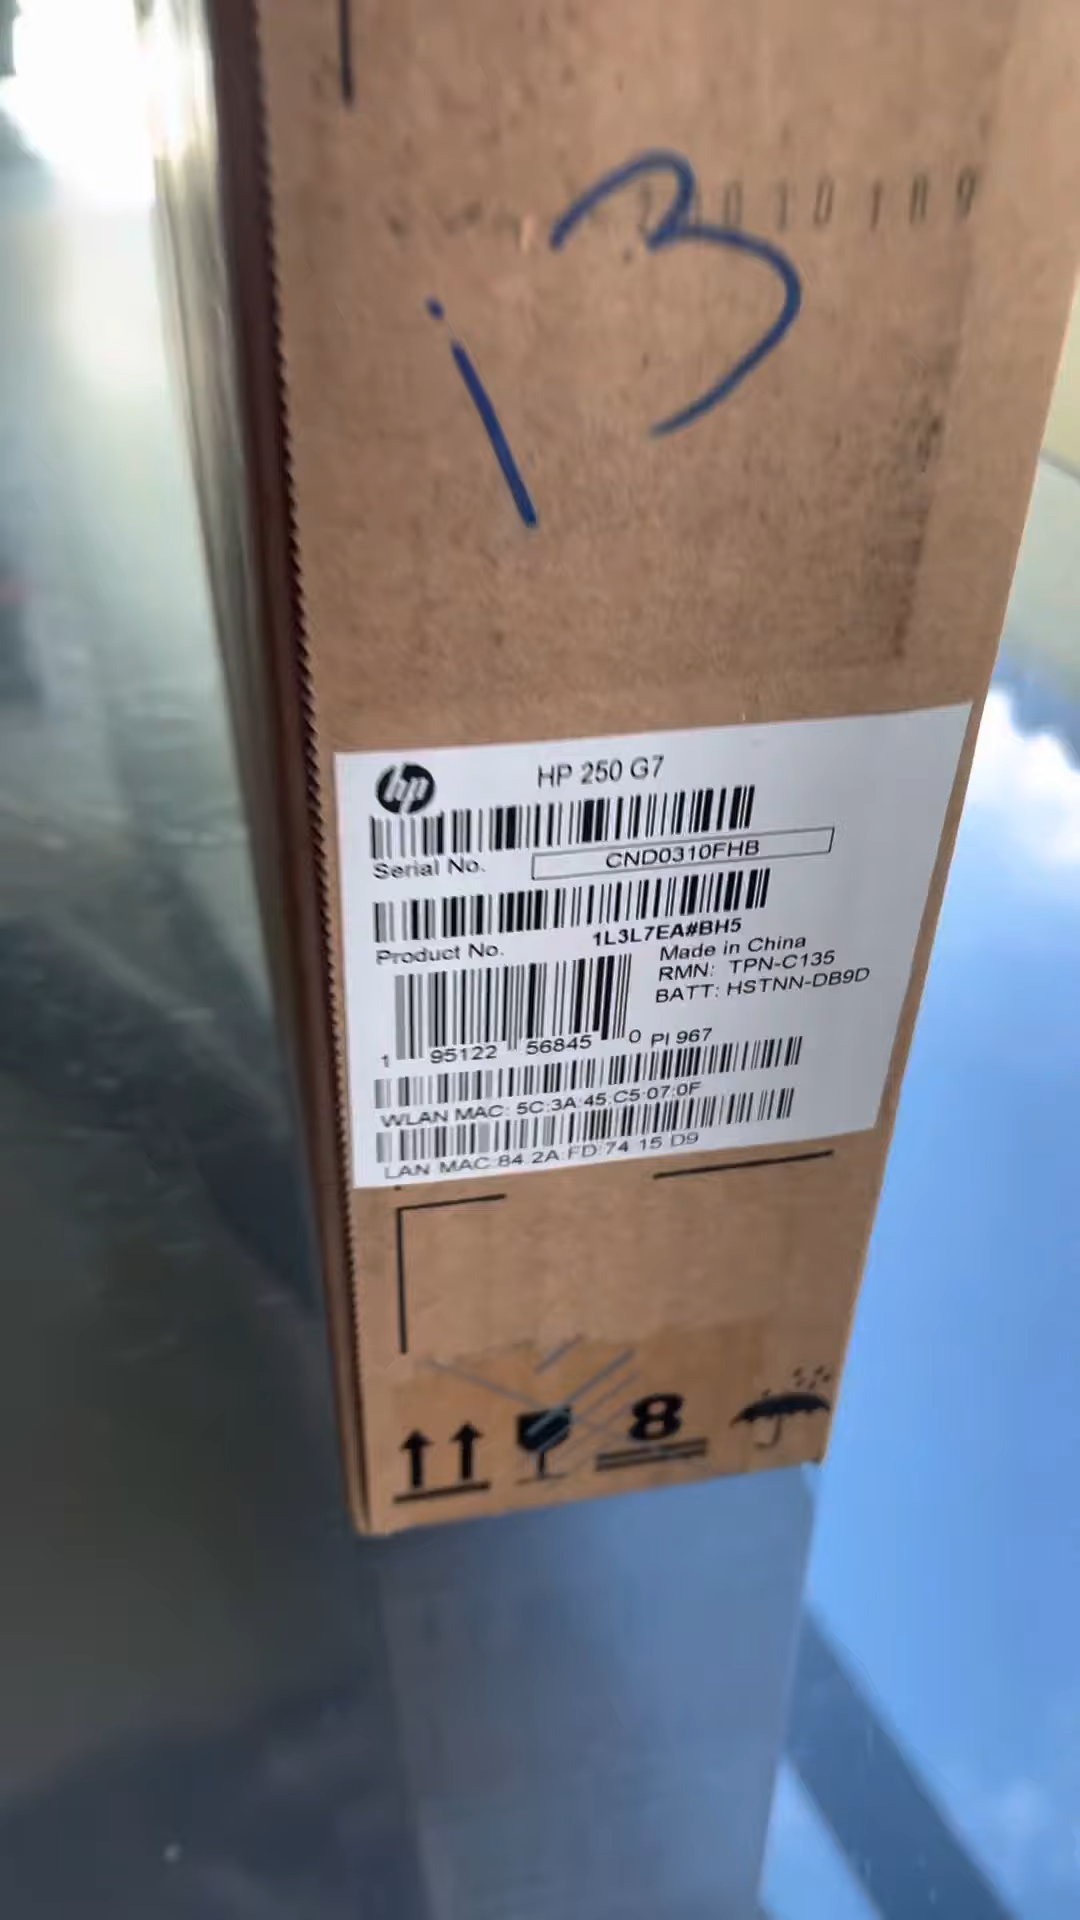 i3
hp
HP 250 G7
Serial No. CND0310FHB
Product No. 1L3L7EA#BH5
Made in China
RMN: TPN-C135
BATT: HSTNN-DB9D
1 95122 56845 0 PI 967
WLAN MAC: 5C:3A:45:C5:07:0F
LAN MAC:84:2A:FD:74:15:D9
8